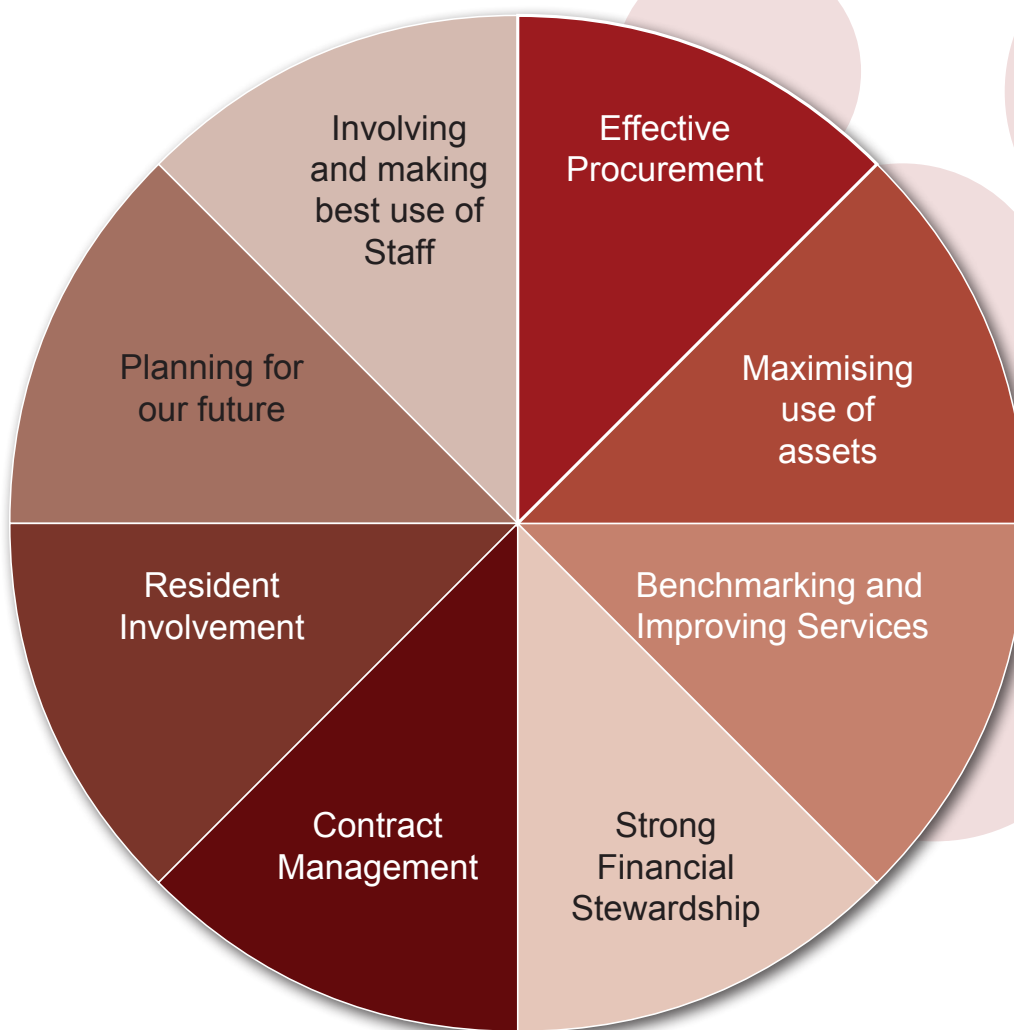 Involving
and making
best use of
Staff
Effective
Procurement
Planning for
our future
Maximising
use of
assets
Resident
Involvement
Benchmarking and
Improving Services
Contract
Management
Strong
Financial
Stewardship